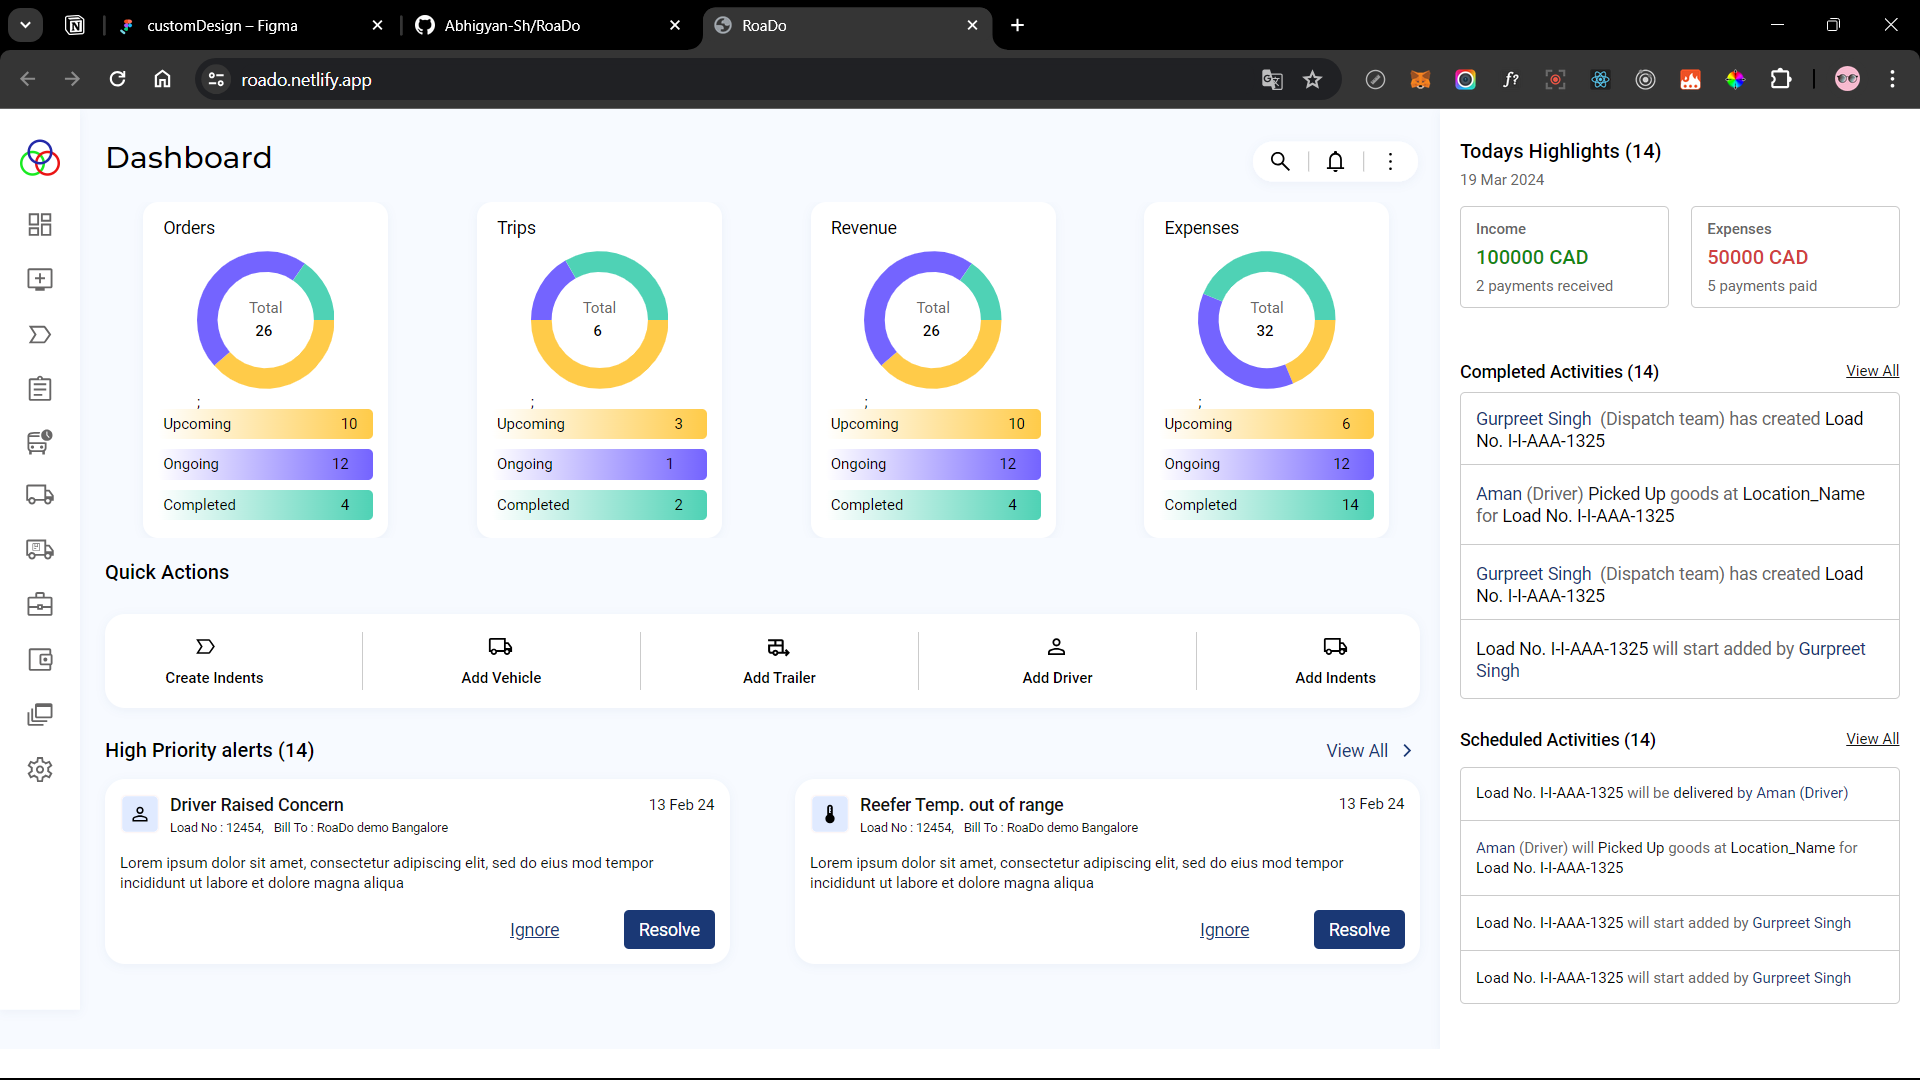 customDesign – Figma
Abhigyan-Sh/RoaDo
RoaDo
roado.netlify.app
f?
Dashboard
Orders
Total
26
;
Upcoming 10
Ongoing 12
Completed 4
Trips
Total
6
;
Upcoming 3
Ongoing 1
Completed 2
Revenue
Total
26
;
Upcoming 10
Ongoing 12
Completed 4
Expenses
Total
32
;
Upcoming 6
Ongoing 12
Completed 14
Quick Actions
Create Indents
Add Vehicle
Add Trailer
Add Driver
Add Indents
High Priority alerts (14)
View All
Driver Raised Concern
13 Feb 24
Load No : 12454, Bill To : RoaDo demo Bangalore
Lorem ipsum dolor sit amet, consectetur adipiscing elit, sed do eius mod tempor
incididunt ut labore et dolore magna aliqua
Ignore
Resolve
Reefer Temp. out of range
13 Feb 24
Load No : 12454, Bill To : RoaDo demo Bangalore
Lorem ipsum dolor sit amet, consectetur adipiscing elit, sed do eius mod tempor
incididunt ut labore et dolore magna aliqua
Ignore
Resolve
Todays Highlights (14)
19 Mar 2024
Income
100000 CAD
2 payments received
Expenses
50000 CAD
5 payments paid
Completed Activities (14)
View All
Gurpreet Singh (Dispatch team) has created Load
No. I-I-AAA-1325
Aman (Driver) Picked Up goods at Location_Name
for Load No. I-I-AAA-1325
Gurpreet Singh (Dispatch team) has created Load
No. I-I-AAA-1325
Load No. I-I-AAA-1325 will start added by Gurpreet
Singh
Scheduled Activities (14)
View All
Load No. I-I-AAA-1325 will be delivered by Aman (Driver)
Aman (Driver) will Picked Up goods at Location_Name for
Load No. I-I-AAA-1325
Load No. I-I-AAA-1325 will start added by Gurpreet Singh
Load No. I-I-AAA-1325 will start added by Gurpreet Singh